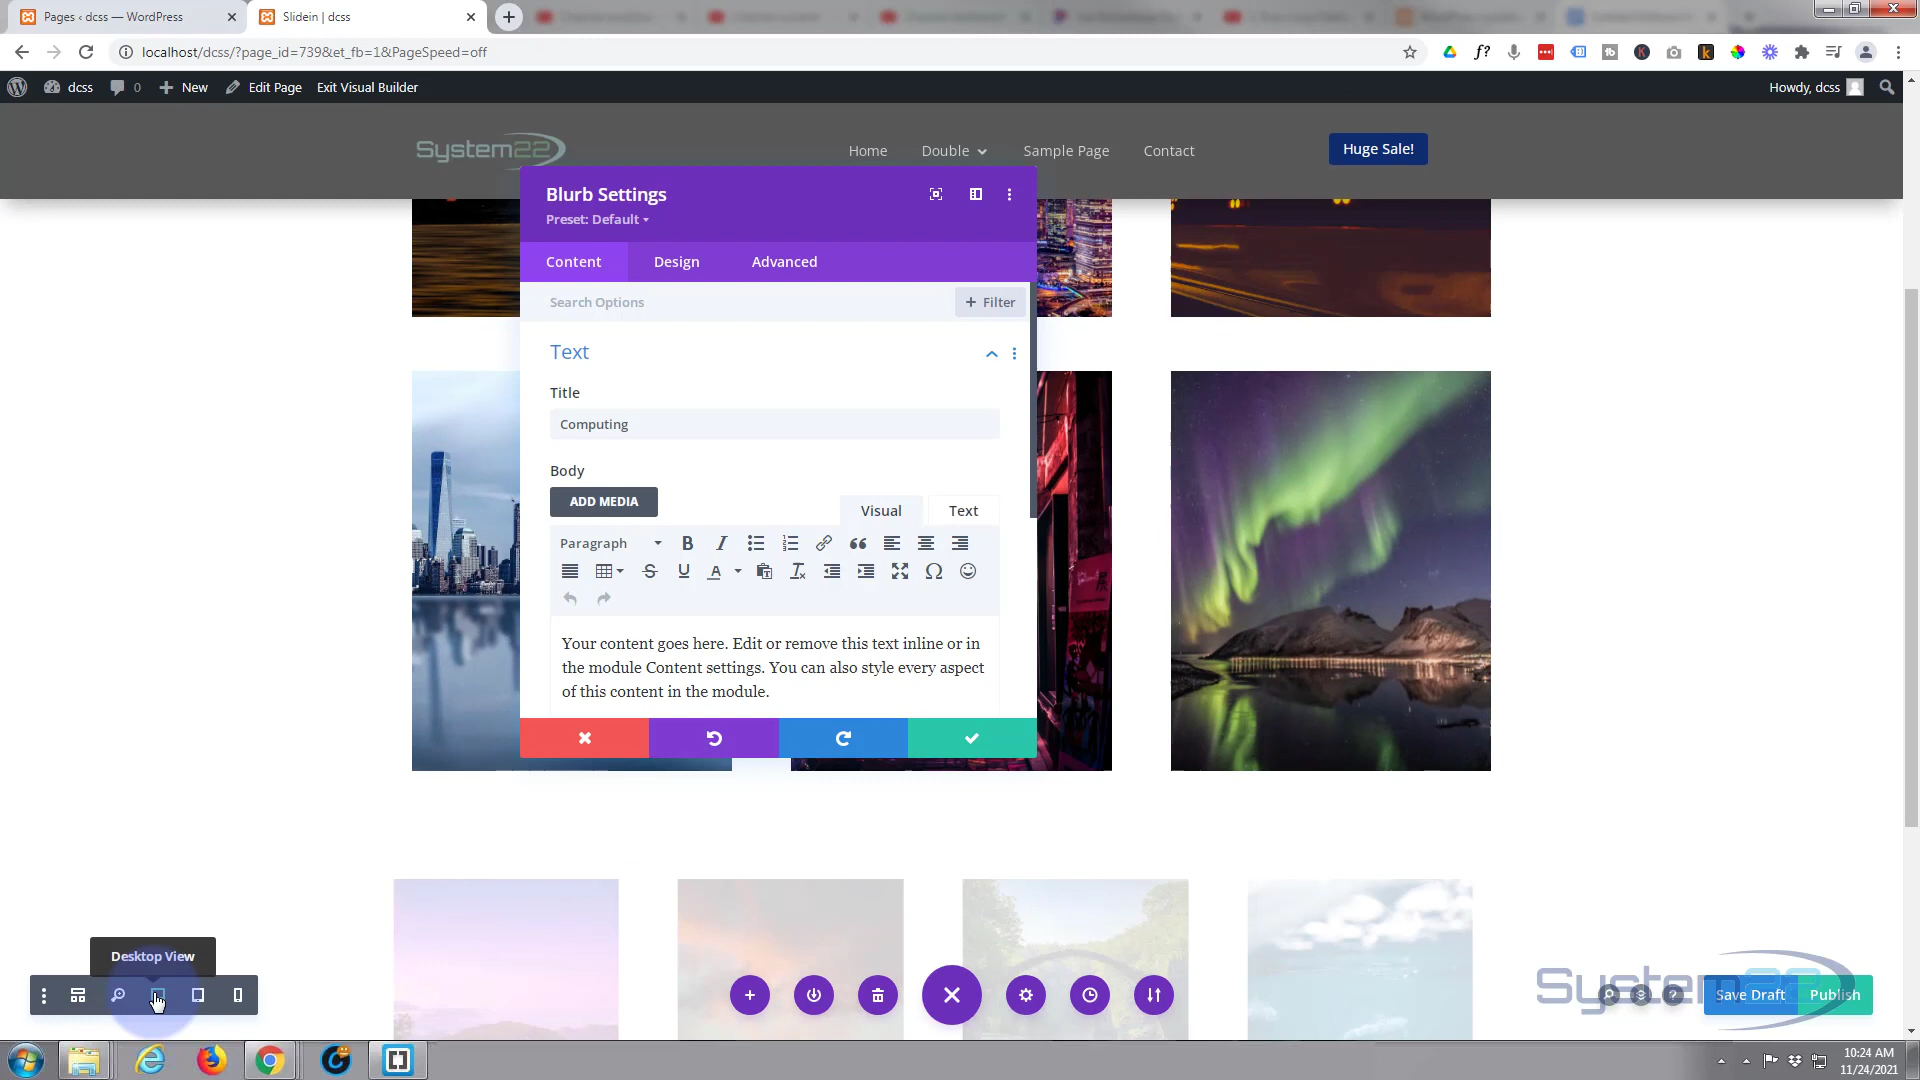 Pages ‹ dcss — WordPress
Slidein | dcss
localhost/dcss/?page_id=739&et_fb=1&PageSpeed=off
dcss
0
New
Edit Page
Exit Visual Builder
Howdy, dcss
System22
Home
Double
Sample Page
Contact
Huge Sale!
Blurb Settings
Preset: Default
Content
Design
Advanced
Search Options
+ Filter
Text
Title
Computing
Body
ADD MEDIA
Visual
Text
Paragraph
Your content goes here. Edit or remove this text inline or in
the module Content settings. You can also style every aspect
of this content in the module.
Desktop View
System22
Save Draft
Publish
10:24 AM
11/24/2021